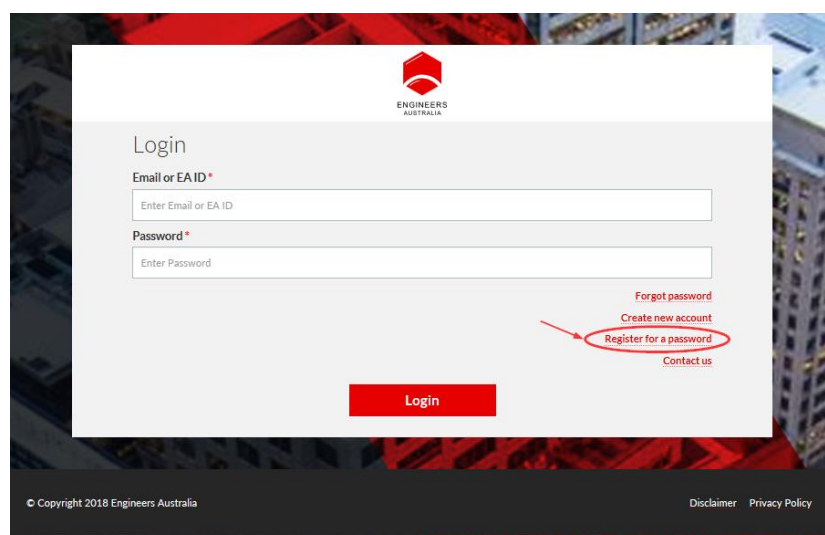 ENGINEERS
AUSTRALIA
Login
Email or EA ID*
Enter Email or EA ID
Password*
Enter Password
Forgot password
Create new account
Register for a password
Contact us
Login
© Copyright 2018 Engineers Australia
Disclaimer Privacy Policy